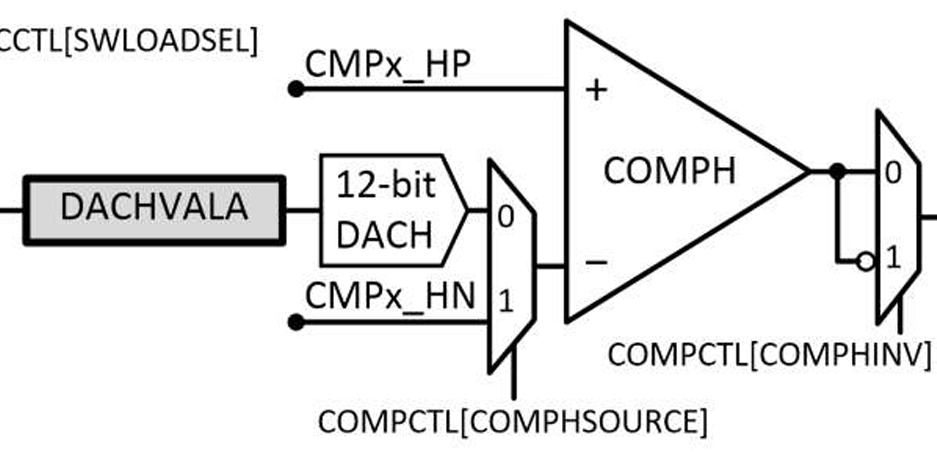 CCTL[SWLOADSEL]
CMPx_HP
+
COMPH
0
DACHVALA
12-bit
DACH
0
−
1
CMPx_HN
1
COMPCTL[COMPHINV]
COMPCTL[COMPHSOURCE]